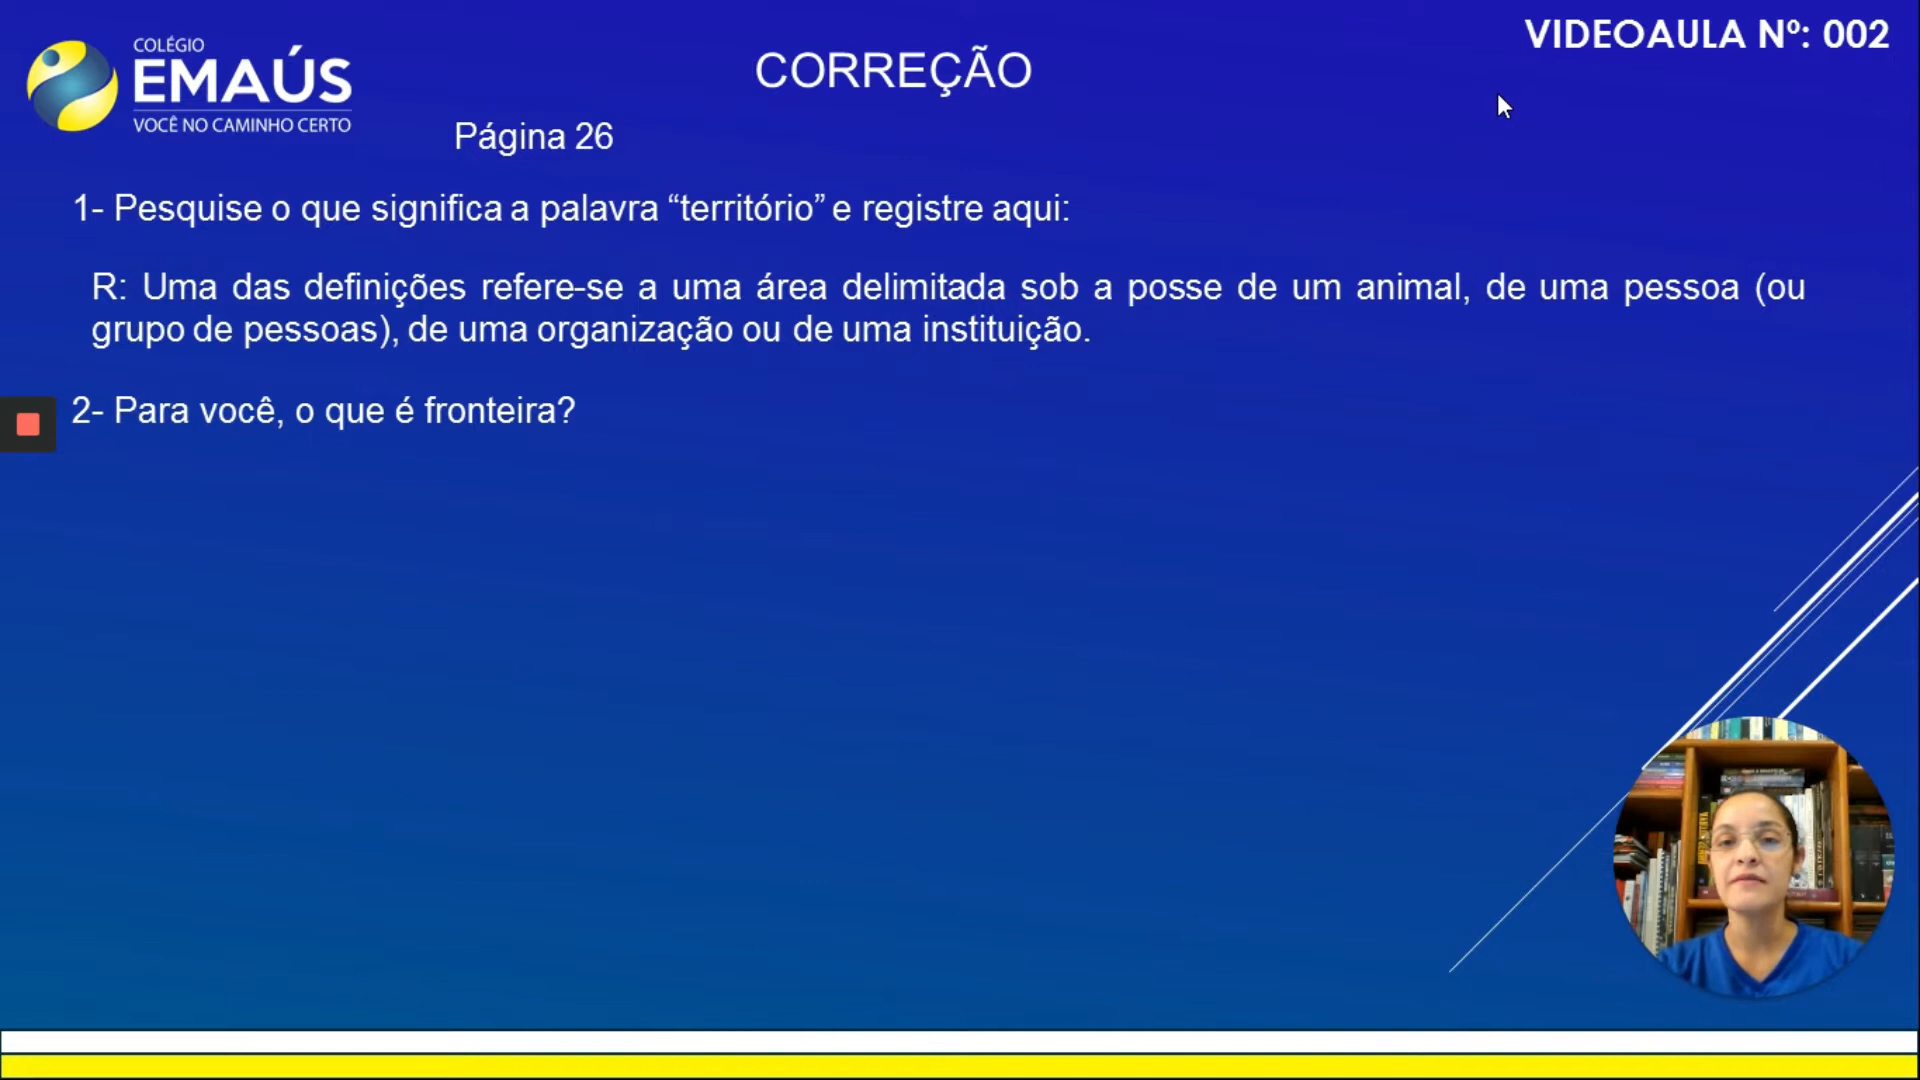 COLÉGIO
EMAÚS
VOCÊ NO CAMINHO CERTO
CORREÇÃO
VIDEOAULA Nº: 002
Página 26
1- Pesquise o que significa a palavra “território” e registre aqui:
R: Uma das definições refere-se a uma área delimitada sob a posse de um animal, de uma pessoa (ou
grupo de pessoas), de uma organização ou de uma instituição.
2- Para você, o que é fronteira?